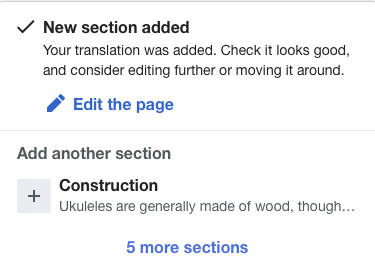 New section added
Your translation was added. Check it looks good,
and consider editing further or moving it around.
Edit the page
Add another section
Construction
Ukuleles are generally made of wood, though…
5 more sections